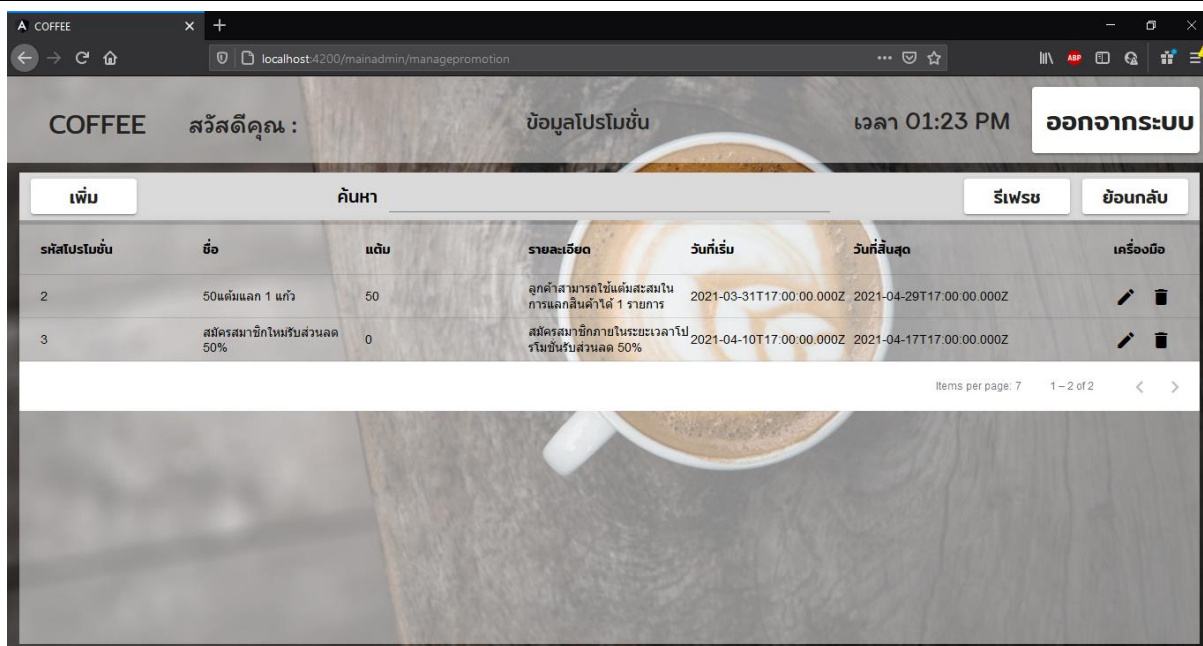 COFFEE
localhost:4200/mainadmin/managepromotion
COFFEE สวัสดีคุณ : ข้อมูลโปรโมชั่น เวลา 01:23 PM ออกจากระบบ
เพิ่ม ค้นหา รีเฟรช ย้อนกลับ
รหัสโปรโมชั่น ชื่อ แต้ม รายละเอียด วันที่เริ่ม วันที่สิ้นสุด เครื่องมือ
2 50แต้มแลก 1 แก้ว 50 ลูกค้าสามารถใช้แต้มสะสมใน 2021-03-31T17:00:00.000Z 2021-04-29T17:00:00.000Z
การแลกสินค้าได้ 1 รายการ
3 สมัครสมาชิกใหม่รับส่วนลด 0 สมัครสมาชิกภายในระยะเวลาโป 2021-04-10T17:00:00.000Z 2021-04-17T17:00:00.000Z
50% รโมชั่นรับส่วนลด 50%
Items per page: 7 1 – 2 of 2